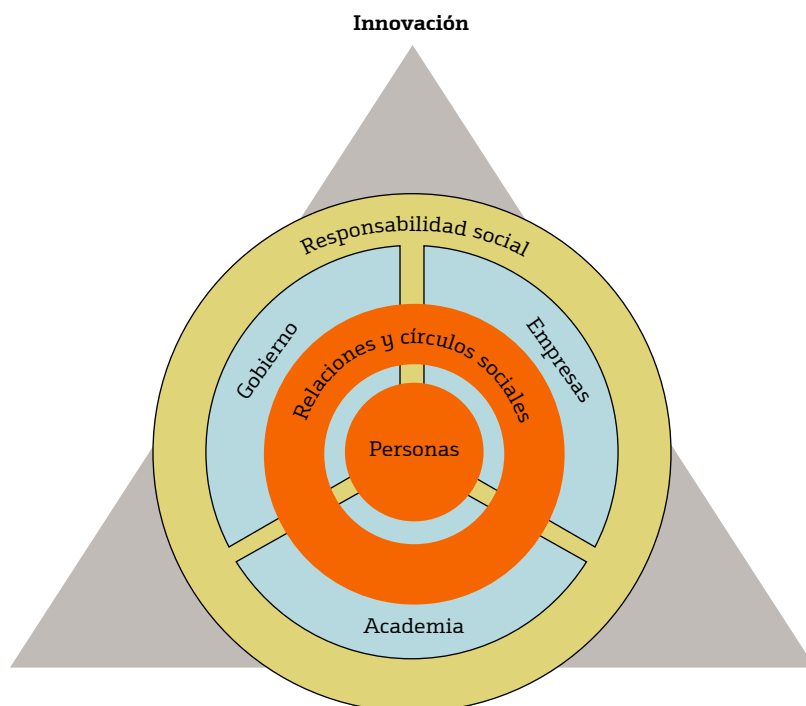 Innovación
Responsabilidad social
Gobierno
Empresas
Relaciones y círculos sociales
Personas
Academia